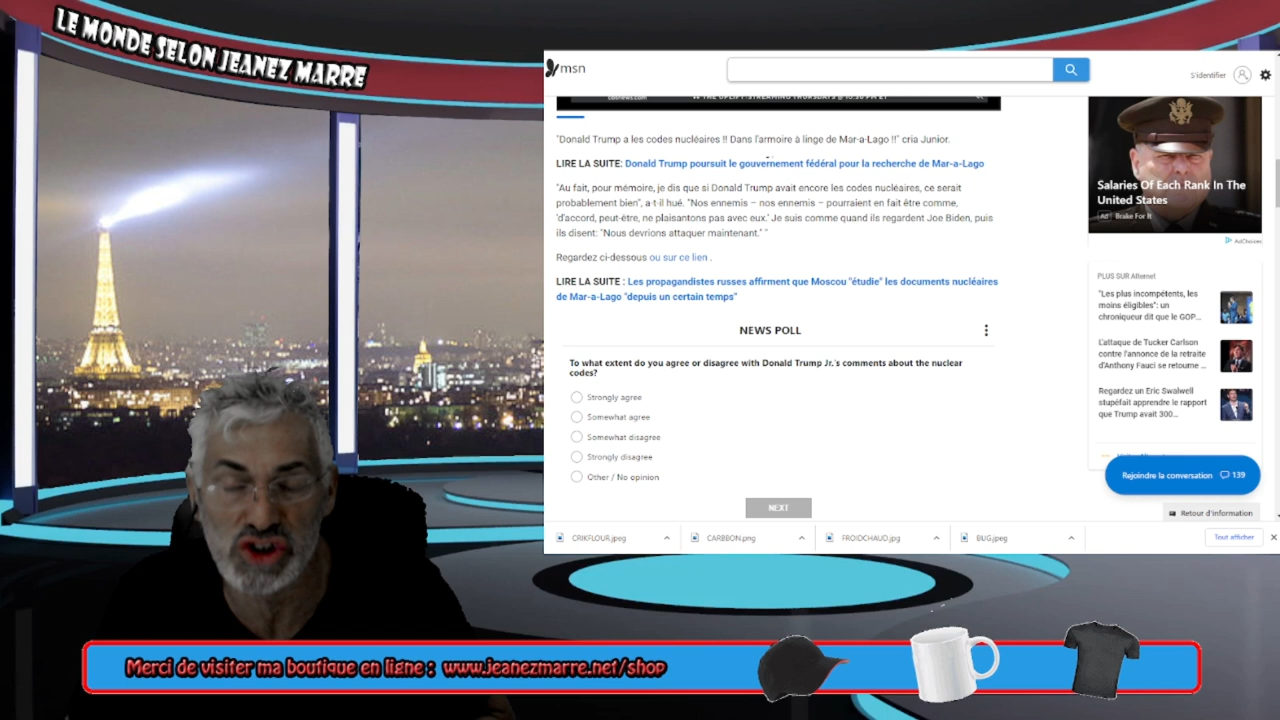 LE MONDE SELON JEANEZ MARRE
msn
S'identifier
"Donald Trump a les codes nucléaires !! Dans l'armoire à linge de Mar-a-Lago !!" cria Junior.
LIRE LA SUITE: Donald Trump poursuit le gouvernement fédéral pour la recherche de Mar-a-Lago
"Au fait, pour mémoire, je dis que si Donald Trump avait encore les codes nucléaires, ce serait
probablement bien", a-t-il hué. "Nos ennemis – nos ennemis – pourraient en fait être comme,
'd'accord, peut-être, ne plaisantons pas avec eux.' Je suis comme quand ils regardent Joe Biden, puis
ils disent: "Nous devrions attaquer maintenant." "
Regardez ci-dessous ou sur ce lien .
LIRE LA SUITE : Les propagandistes russes affirment que Moscou "étudie" les documents nucléaires
de Mar-a-Lago "depuis un certain temps"
NEWS POLL
To what extent do you agree or disagree with Donald Trump Jr.'s comments about the nuclear
codes?
Strongly agree
Somewhat agree
Somewhat disagree
Strongly disagree
Other / No opinion
NEXT
Salaries Of Each Rank In The
United States
Ad Brake For It
AdChoices
PLUS SUR Alternet
"Les plus incompétents, les
moins éligibles": un
chroniqueur dit que le GOP...
L'attaque de Tucker Carlson
contre l'annonce de la retraite
d'Anthony Fauci se retourne ...
Regardez un Eric Swalwell
stupéfait apprendre le rapport
que Trump avait 300...
Rejoindre la conversation 139
Retour d'information
CRIKFLOUR.jpeg
CARBBON.png
FROIDCHAUD.jpg
BUG.jpeg
Tout afficher
Merci de visiter ma boutique en ligne : www.jeanezmarre.net/shop